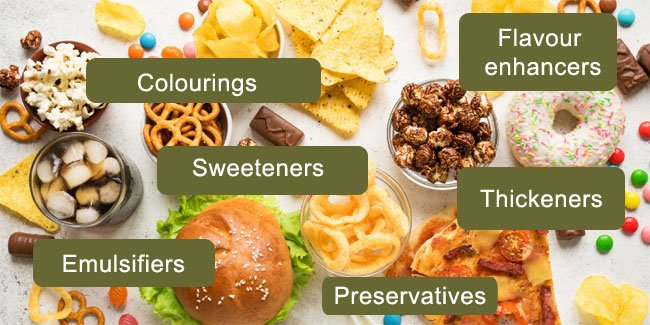 Flavour
enhancers
Colourings
Sweeteners
Thickeners
Emulsifiers
Preservatives